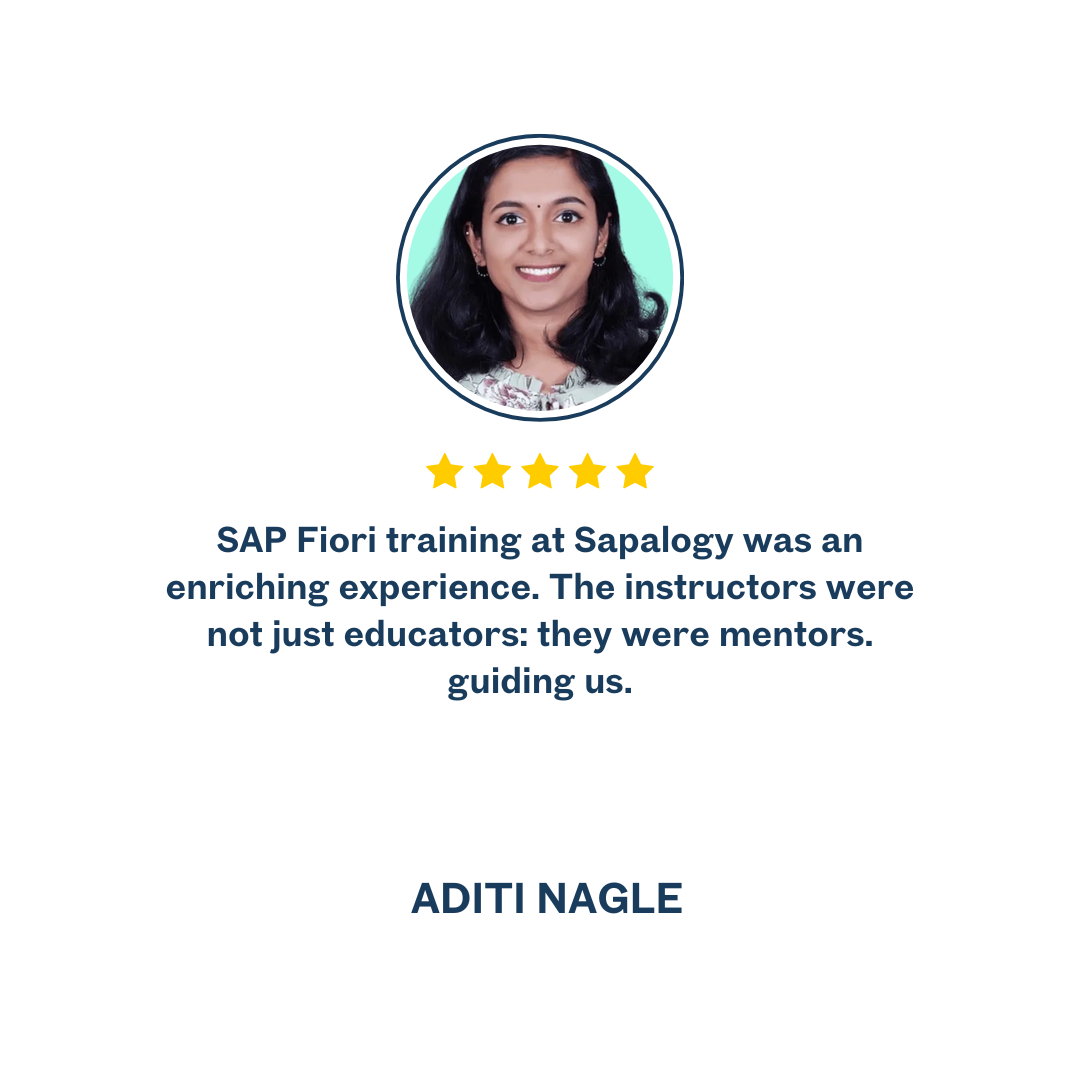 SAP Fiori training at Sapalogy was an
enriching experience. The instructors were
not just educators: they were mentors.
guiding us.
ADITI NAGLE